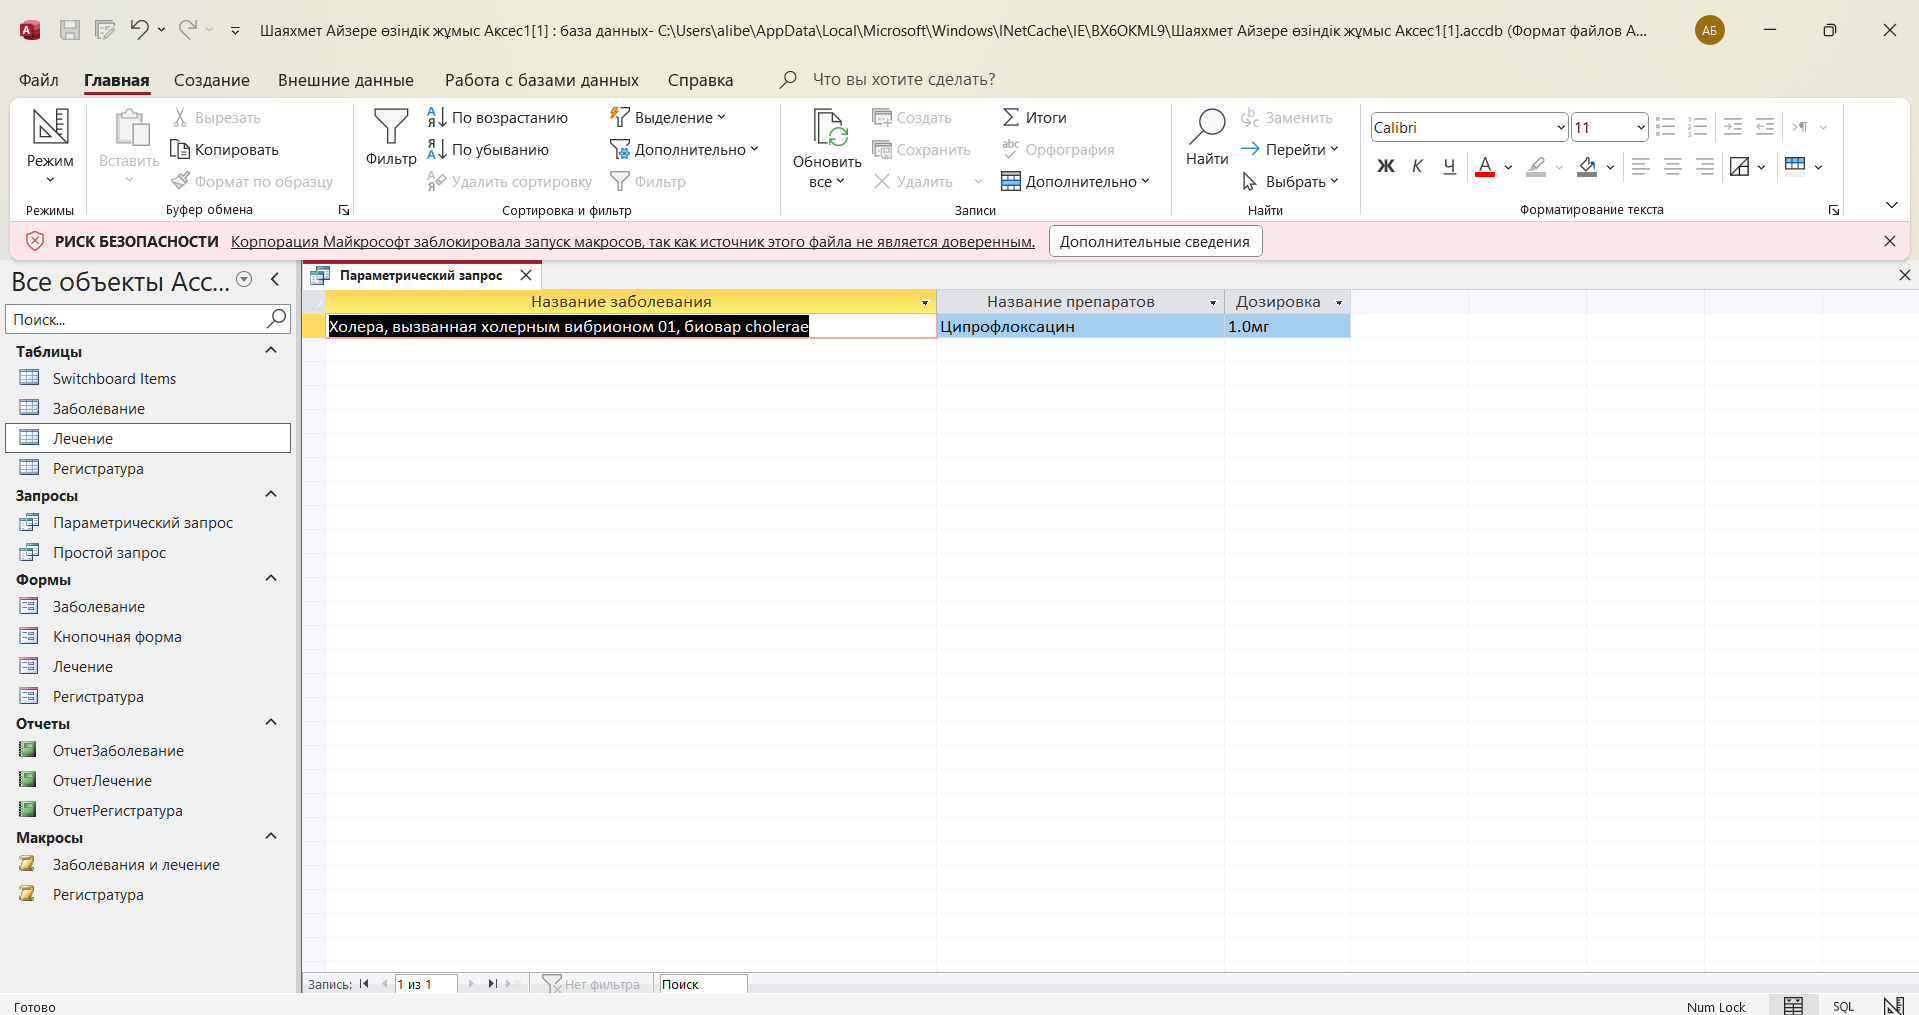 Шаяхмет Айзере өзіндік жұмыс Аксес1[1] : база данных- C:\Users\alibe\AppData\Local\Microsoft\Windows\INetCache\IE\BX6OKML9\Шаяхмет Айзере өзіндік жұмыс Аксес1[1].accdb (Формат файлов A...
АБ
Файл Главная Создание Внешние данные Работа с базами данных Справка Что вы хотите сделать?
Режим
Режимы
Вставить
Вырезать
Копировать
Формат по образцу
Буфер обмена
Фильтр
По возрастанию
По убыванию
Удалить сортировку
Выделение
Дополнительно
Фильтр
Сортировка и фильтр
Обновить
все
Создать
Сохранить
Удалить
Итоги
Орфография
Дополнительно
Записи
Найти
Заменить
Перейти
Выбрать
Найти
Calibri 11
Ж К Ч А
Форматирование текста
РИСК БЕЗОПАСНОСТИ Корпорация Майкрософт заблокировала запуск макросов, так как источник этого файла не является доверенным. Дополнительные сведения
Все объекты Acc...
Поиск...
Таблицы
Switchboard Items
Заболевание
Лечение
Регистратура
Запросы
Параметрический запрос
Простой запрос
Формы
Заболевание
Кнопочная форма
Лечение
Регистратура
Отчеты
ОтчетЗаболевание
ОтчетЛечение
ОтчетРегистратура
Макросы
Заболевания и лечение
Регистратура
Параметрический запрос
Название заболевания Название препаратов Дозировка
Холера, вызванная холерным вибрионом 01, биовар cholerae Ципрофлоксацин 1.0мг
Запись: 1 из 1 Нет фильтра Поиск
Готово
Num Lock SQL